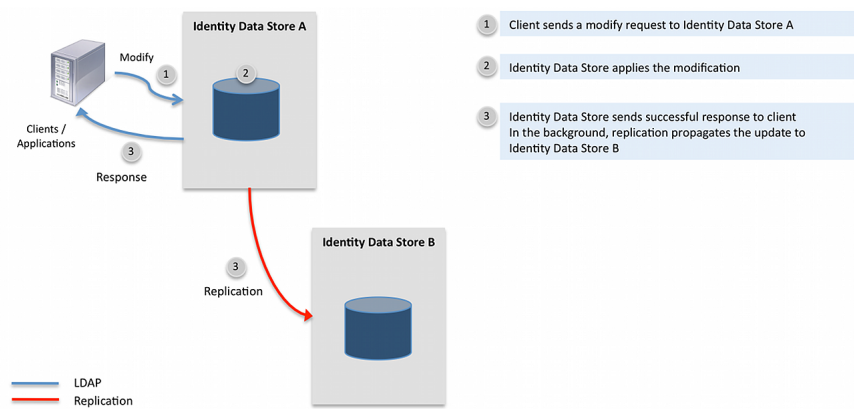 Identity Data Store A
Modify
1
2
Clients /
Applications
3
Response
3
Replication
Identity Data Store B
LDAP
Replication
1 Client sends a modify request to Identity Data Store A
2 Identity Data Store applies the modification
3 Identity Data Store sends successful response to client
In the background, replication propagates the update to
Identity Data Store B